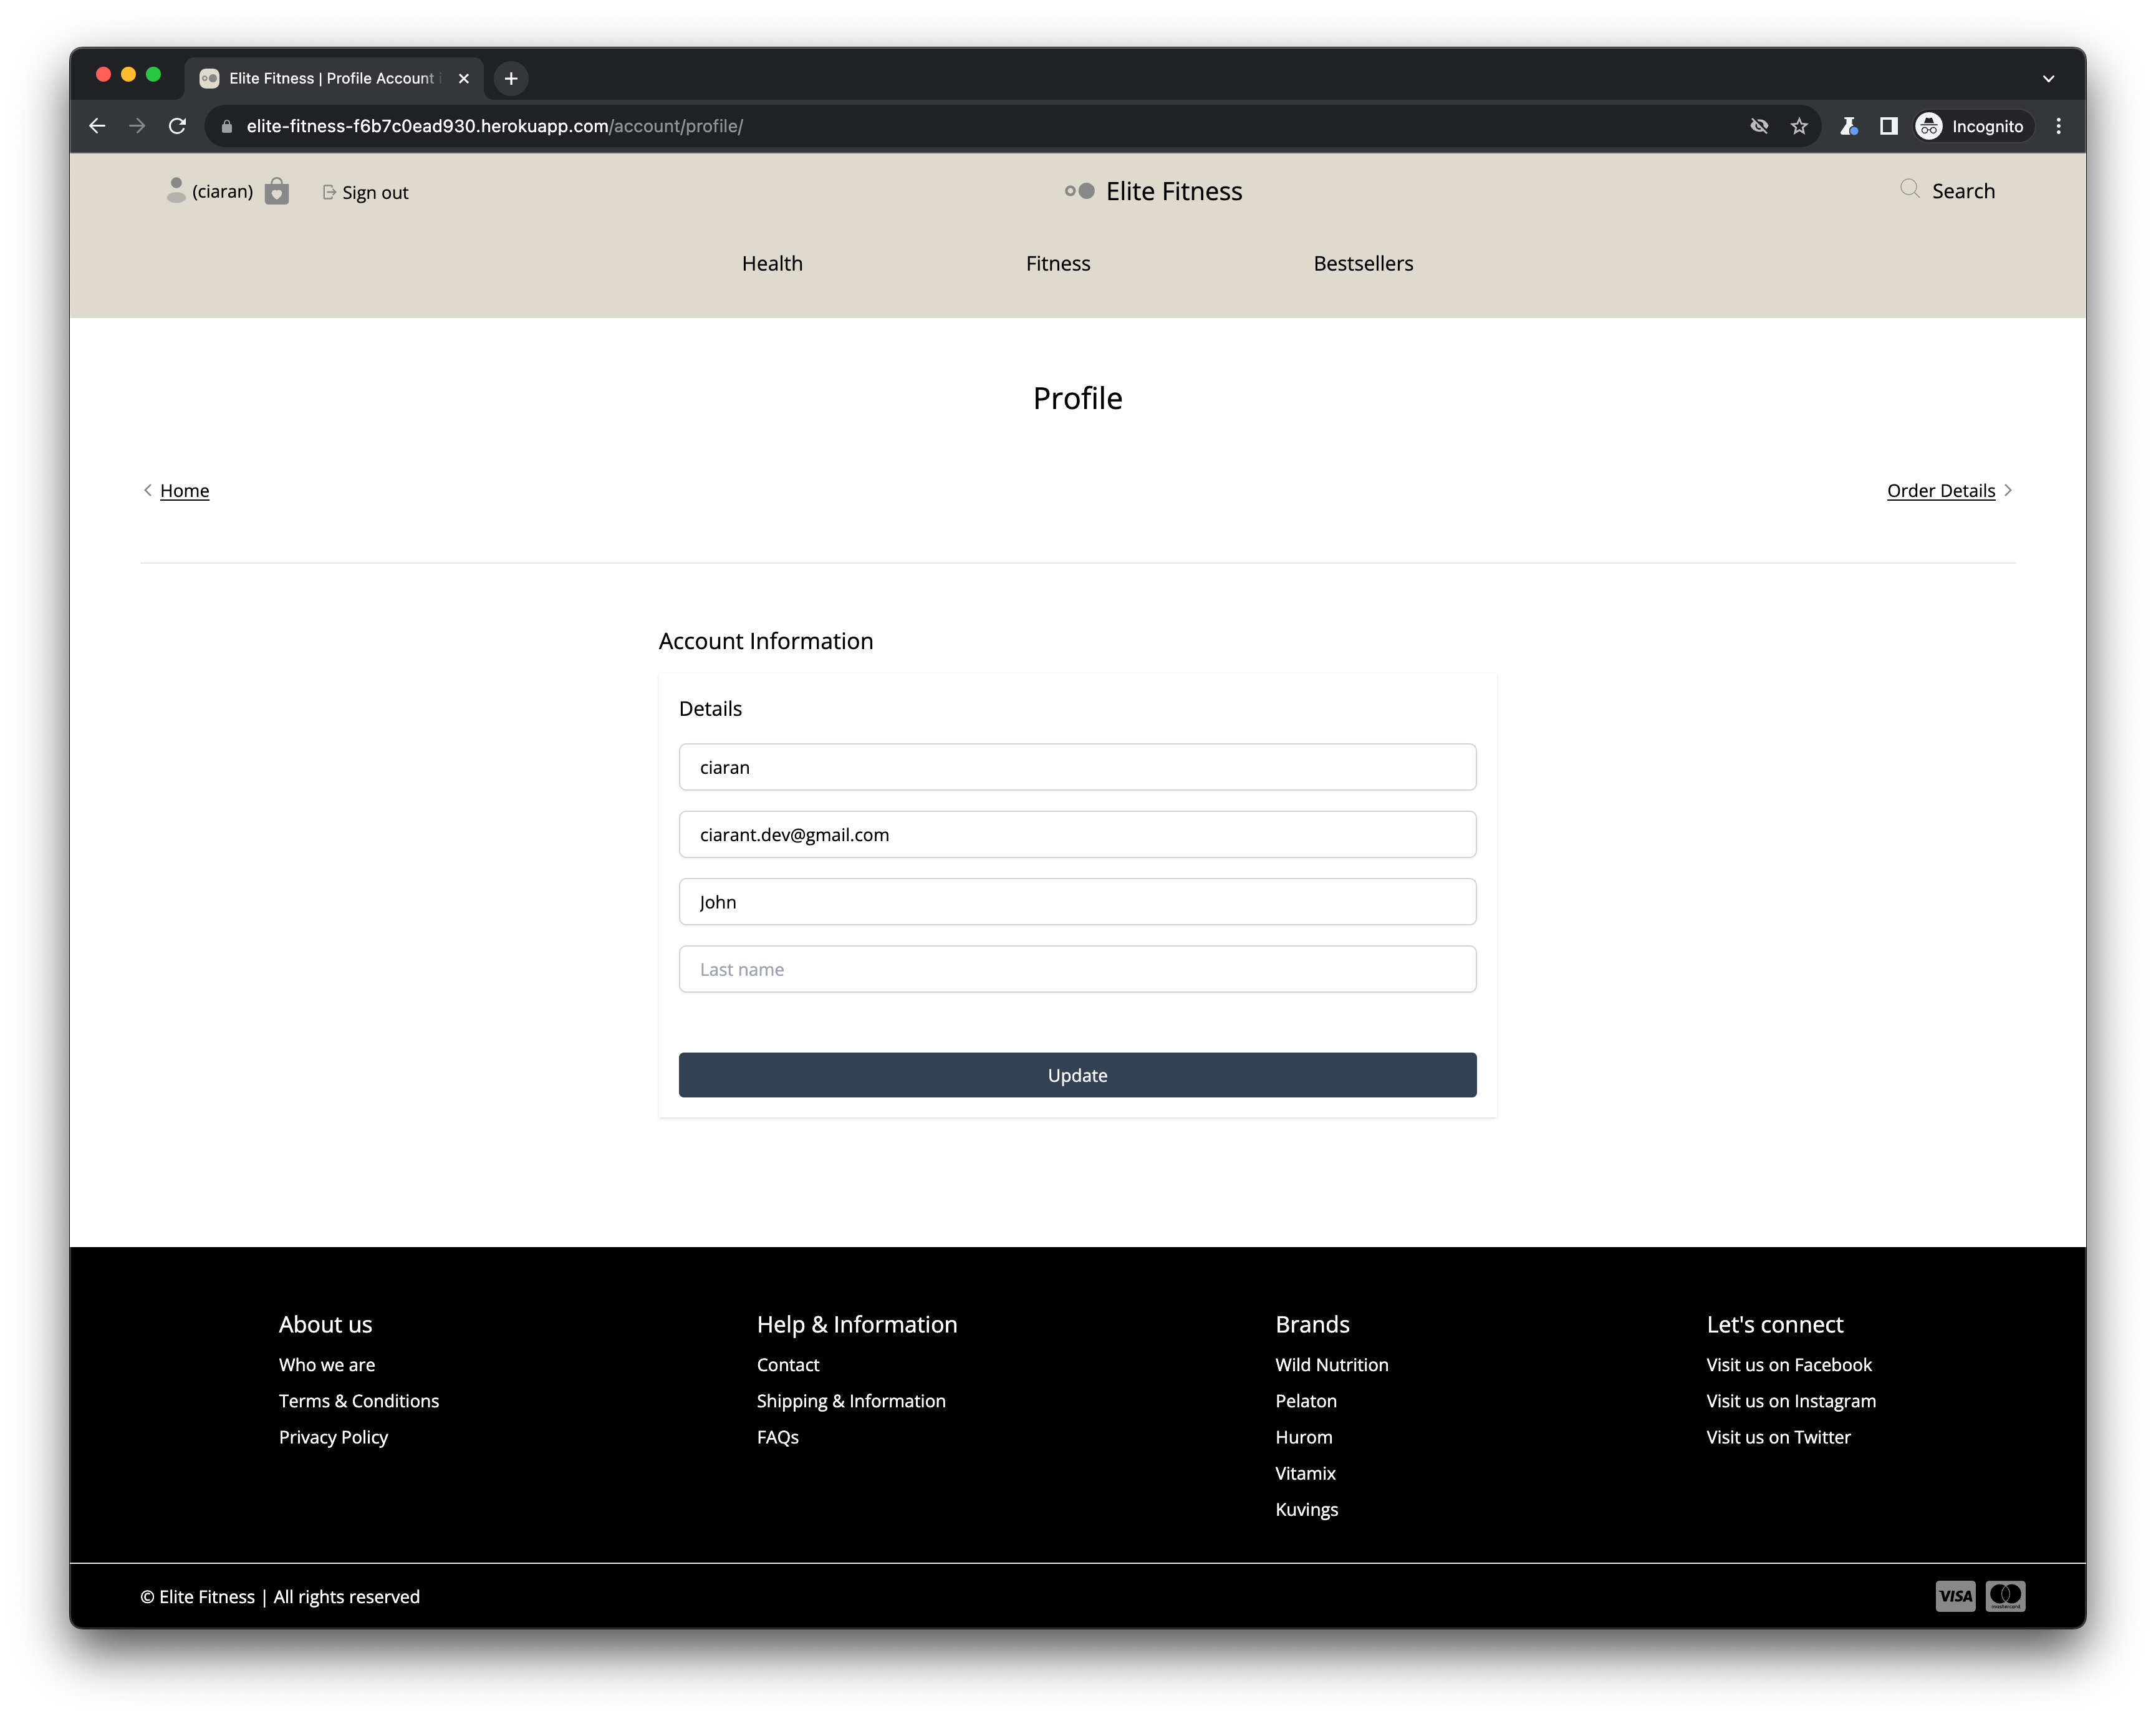 Elite Fitness | Profile Account i
elite-fitness-f6b7c0ead930.herokuapp.com/account/profile/
Incognito
(ciaran)
Sign out
Elite Fitness
Search
Health
Fitness
Bestsellers
Profile
Home
Order Details
Account Information
Details
ciaran
ciarant.dev@gmail.com
John
Last name
Update
About us
Who we are
Terms & Conditions
Privacy Policy
Help & Information
Contact
Shipping & Information
FAQs
Brands
Wild Nutrition
Pelaton
Hurom
Vitamix
Kuvings
Let's connect
Visit us on Facebook
Visit us on Instagram
Visit us on Twitter
© Elite Fitness | All rights reserved
VISA
mastercard